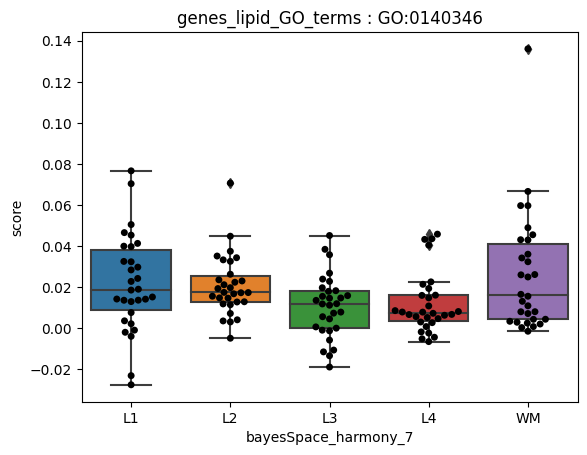 genes_lipid_GO_terms : GO:0140346
0.14
0.12
0.10
0.08
0.06
0.04
0.02
0.00
−0.02
score
L1 L2 L3 L4 WM
bayesSpace_harmony_7